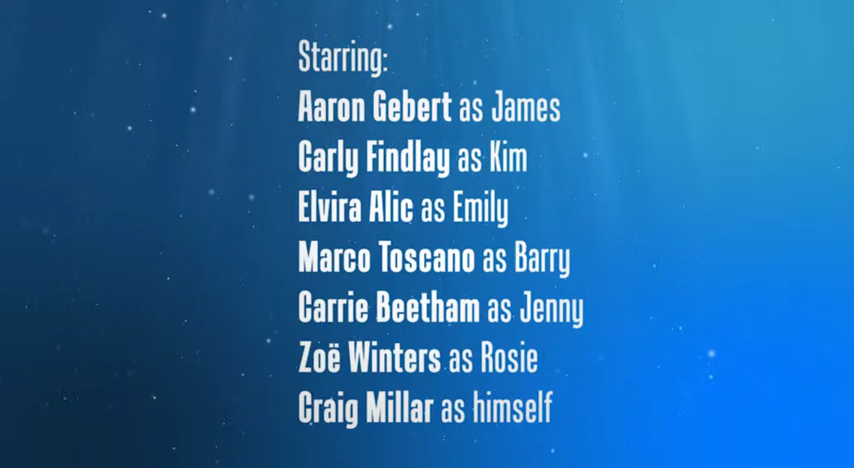 Starring:
Aaron Gebert as James
Carly Findlay as Kim
Elvira Alic as Emily
Marco Toscano as Barry
Carrie Beetham as Jenny
Zoë Winters as Rosie
Craig Millar as himself